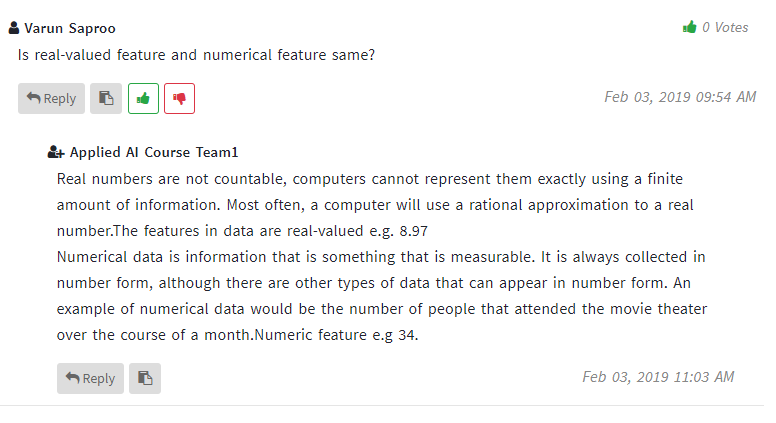 Varun Saproo
0 Votes
Is real-valued feature and numerical feature same?
Reply
Feb 03, 2019 09:54 AM
Applied AI Course Team1
Real numbers are not countable, computers cannot represent them exactly using a finite
amount of information. Most often, a computer will use a rational approximation to a real
number.The features in data are real-valued e.g. 8.97
Numerical data is information that is something that is measurable. It is always collected in
number form, although there are other types of data that can appear in number form. An
example of numerical data would be the number of people that attended the movie theater
over the course of a month.Numeric feature e.g 34.
Reply
Feb 03, 2019 11:03 AM